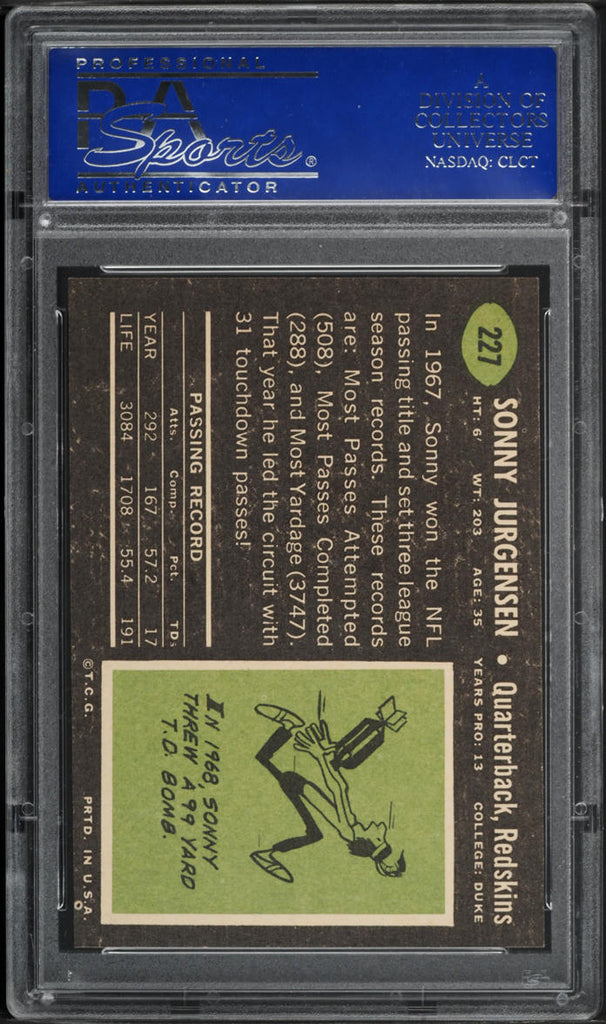 PROFESSIONAL
PSA
Sports®
AUTHENTICATOR
A
DIVISION OF
COLLECTORS
UNIVERSE
NASDAQ: CLCT
227
SONNY JURGENSEN • Quarterback, Redskins
HT: 6' WT: 203 AGE: 35 YEARS PRO: 13 COLLEGE: DUKE
In 1967, Sonny won the NFL
passing title and set three league
season records. These records
are: Most Passes Attempted
(508), Most Passes Completed
(288), and Most Yardage (3747).
That year he led the circuit with
31 touchdown passes!
PASSING RECORD
Atts. Comp. Pct. TDs
YEAR 292 167 57.2 17
LIFE 3084 1708 55.4 191
IN 1968, SONNY
THREW A 99 YARD
T.D. BOMB.
© T.C.G. PRTD. IN U.S.A.